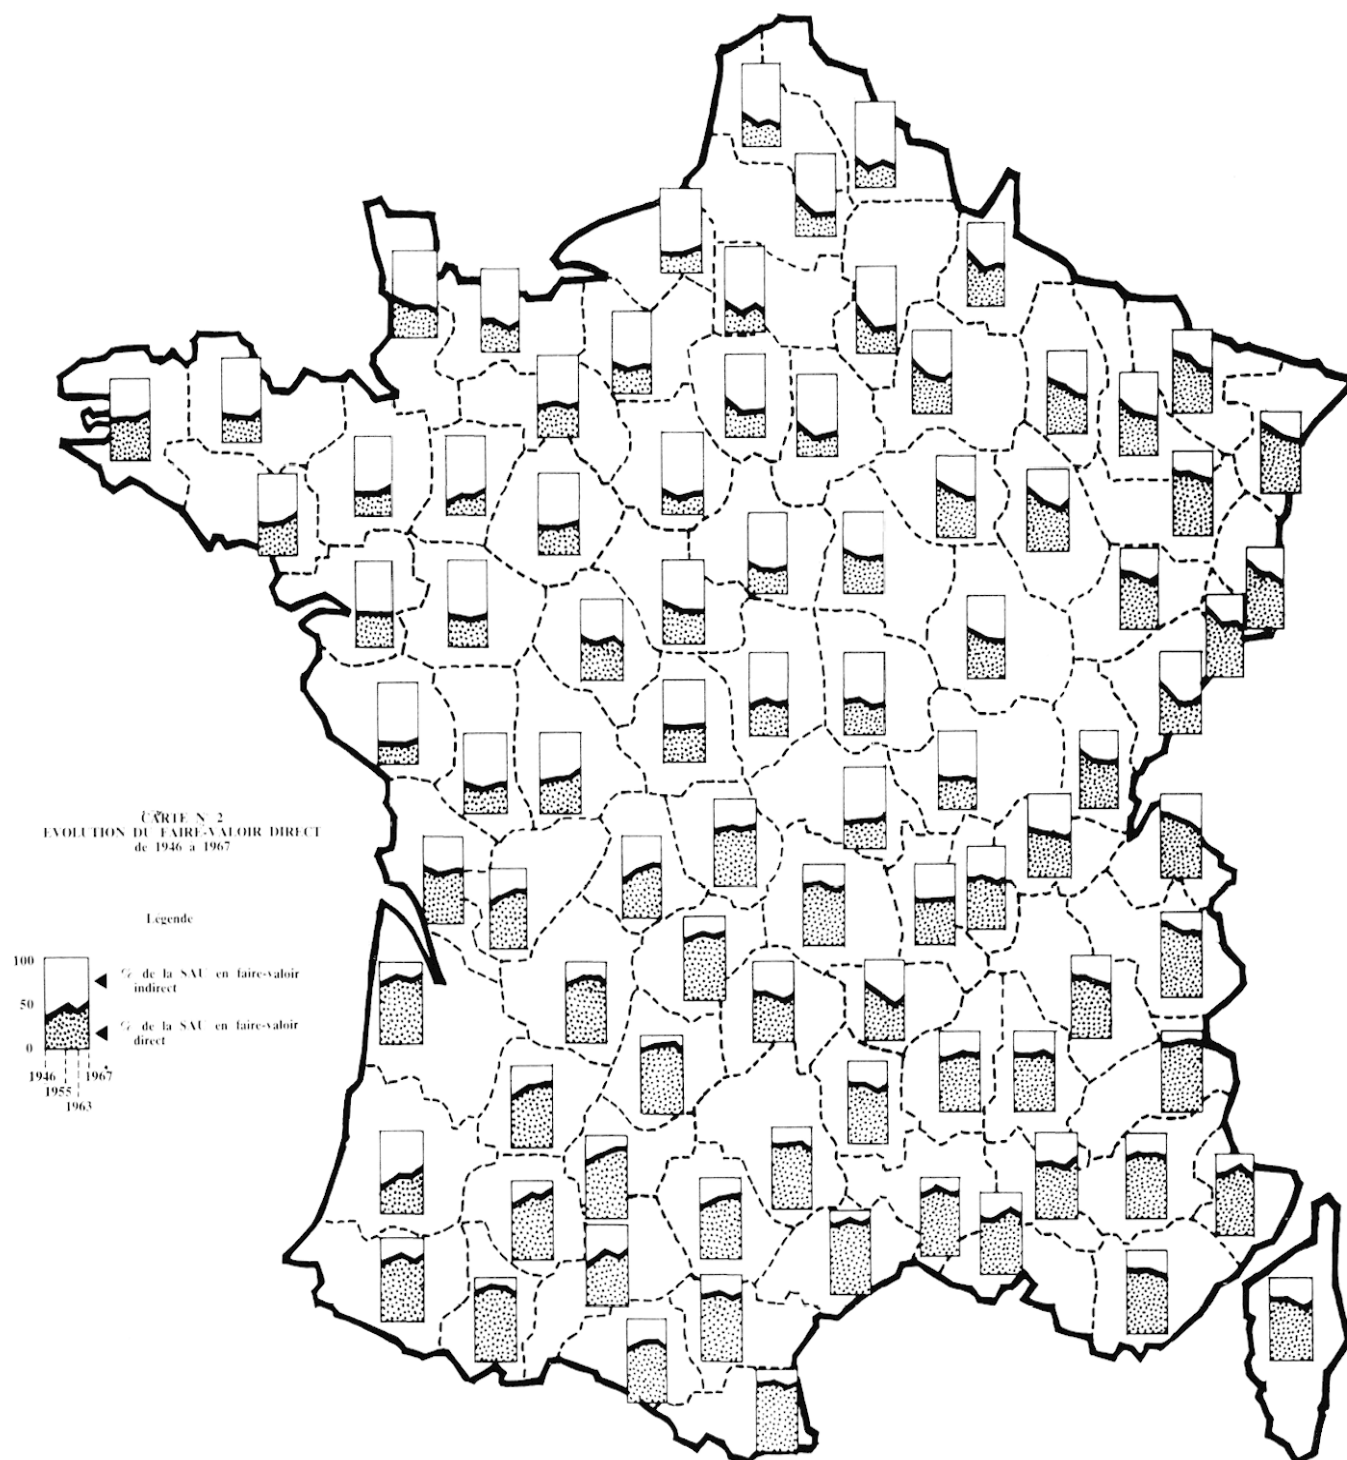 CARTE N 2
EVOLUTION DU FAIRE-VALOIR DIRECT
de 1946 a 1967
Légende
100
% de la SAU en faire-valoir
indirect
50
% de la SAU en faire-valoir
direct
0
1946
1967
1955
1963